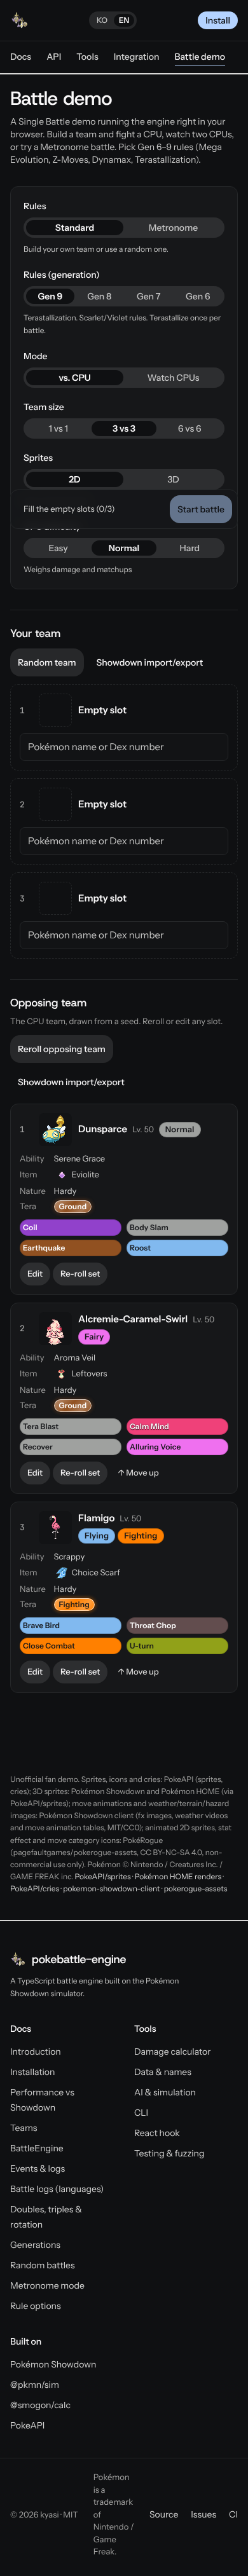 KO EN Install
Docs API Tools Integration Battle demo
Battle demo
A Single Battle demo running the engine right in your
browser. Build a team and fight a CPU, watch two CPUs,
or try a Metronome battle. Pick Gen 6–9 rules (Mega
Evolution, Z-Moves, Dynamax, Terastallization).
Rules
Standard Metronome
Build your own team or use a random one.
Rules (generation)
Gen 9 Gen 8 Gen 7 Gen 6
Terastallization. Scarlet/Violet rules. Terastallize once per
battle.
Mode
vs. CPU Watch CPUs
Team size
1 vs 1 3 vs 3 6 vs 6
Sprites
2D 3D
Fill the empty slots (0/3) Start battle
Easy Normal Hard
Weighs damage and matchups
Your team
Random team Showdown import/export
1 Empty slot
Pokémon name or Dex number
2 Empty slot
Pokémon name or Dex number
3 Empty slot
Pokémon name or Dex number
Opposing team
The CPU team, drawn from a seed. Reroll or edit any slot.
Reroll opposing team
Showdown import/export
1 Dunsparce Lv. 50 Normal
Ability Serene Grace
Item Eviolite
Nature Hardy
Tera Ground
Coil Body Slam
Earthquake Roost
Edit Re-roll set
2 Alcremie-Caramel-Swirl Lv. 50
Fairy
Ability Aroma Veil
Item Leftovers
Nature Hardy
Tera Ground
Tera Blast Calm Mind
Recover Alluring Voice
Edit Re-roll set ↑ Move up
3 Flamigo Lv. 50
Flying Fighting
Ability Scrappy
Item Choice Scarf
Nature Hardy
Tera Fighting
Brave Bird Throat Chop
Close Combat U-turn
Edit Re-roll set ↑ Move up
Unofficial fan demo. Sprites, icons and cries: PokeAPI (sprites,
cries); 3D sprites: Pokémon Showdown and Pokémon HOME (via
PokeAPI/sprites); move animations and weather/terrain/hazard
images: Pokémon Showdown client (fx images, weather videos
and move animation tables, MIT/CC0); animated 2D sprites, stat
effect and move category icons: PokéRogue
(pagefaultgames/pokerogue-assets, CC BY-NC-SA 4.0, non-
commercial use only). Pokémon © Nintendo / Creatures Inc. /
GAME FREAK inc. PokeAPI/sprites · Pokémon HOME renders ·
PokeAPI/cries · pokemon-showdown-client · pokerogue-assets
pokebattle-engine
A TypeScript battle engine built on the Pokémon
Showdown simulator.
Docs
Introduction
Installation
Performance vs
Showdown
Teams
BattleEngine
Events & logs
Battle logs (languages)
Doubles, triples &
rotation
Generations
Random battles
Metronome mode
Rule options
Tools
Damage calculator
Data & names
AI & simulation
CLI
React hook
Testing & fuzzing
Built on
Pokémon Showdown
@pkmn/sim
@smogon/calc
PokeAPI
© 2026 kyasi · MIT
Pokémon
is a
trademark
of
Nintendo /
Game
Freak.
Source Issues CI